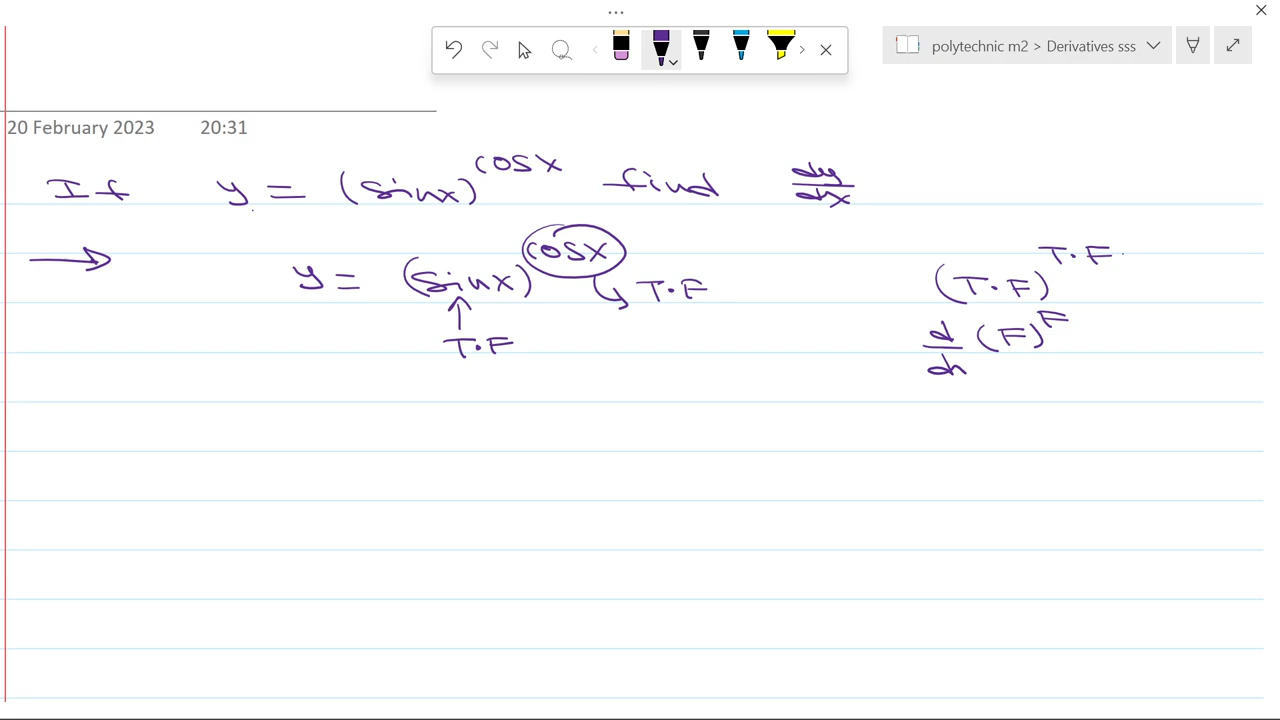 polytechnic m2 > Derivatives sss
20 February 2023 20:31
If y = (sinx)^cosx find dy/dx
y = (sinx)^cosx
T.F
T.F
(T.F)^T.F
d/dx (F)^F